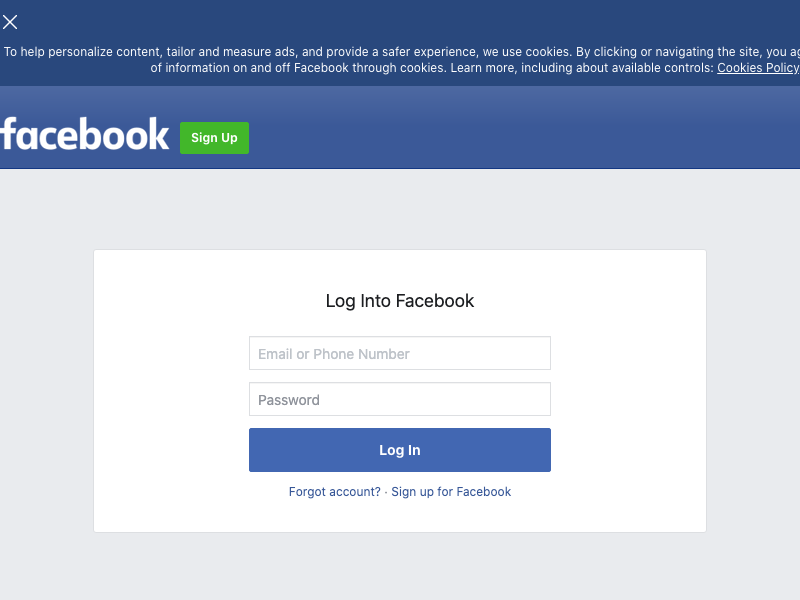 To help personalize content, tailor and measure ads, and provide a safer experience, we use cookies. By clicking or navigating the site, you
of information on and off Facebook through cookies. Learn more, including about available controls: Cookies Policy
facebook
Sign Up
Log Into Facebook
Email or Phone Number
Password
Log In
Forgot account? · Sign up for Facebook